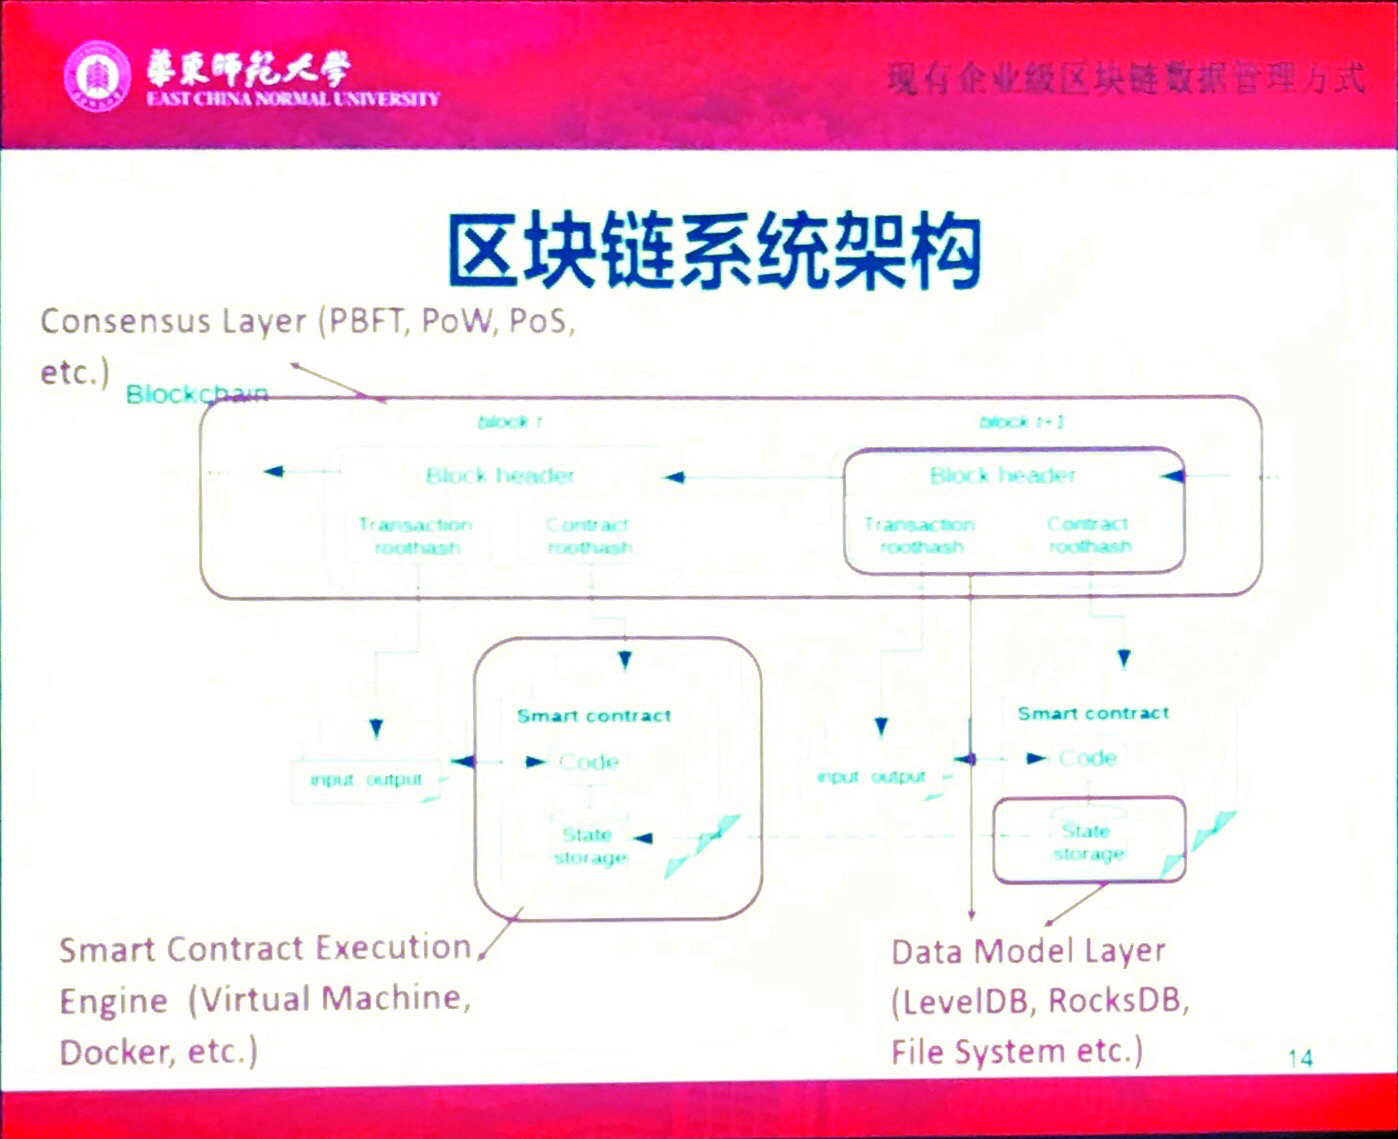 華東師範大學
EAST CHINA NORMAL UNIVERSITY
现有企业级区块链数据管理方式
区块链系统架构
Consensus Layer (PBFT, PoW, PoS,
etc.)
Blockchain
block t
block t+1
Block header
Block header
Transaction
roothash
Contract
roothash
Transaction
roothash
Contract
roothash
Smart contract
Smart contract
Code
Code
input output
input output
State
storage
State
storage
Smart Contract Execution
Engine (Virtual Machine,
Docker, etc.)
Data Model Layer
(LevelDB, RocksDB,
File System etc.)
14